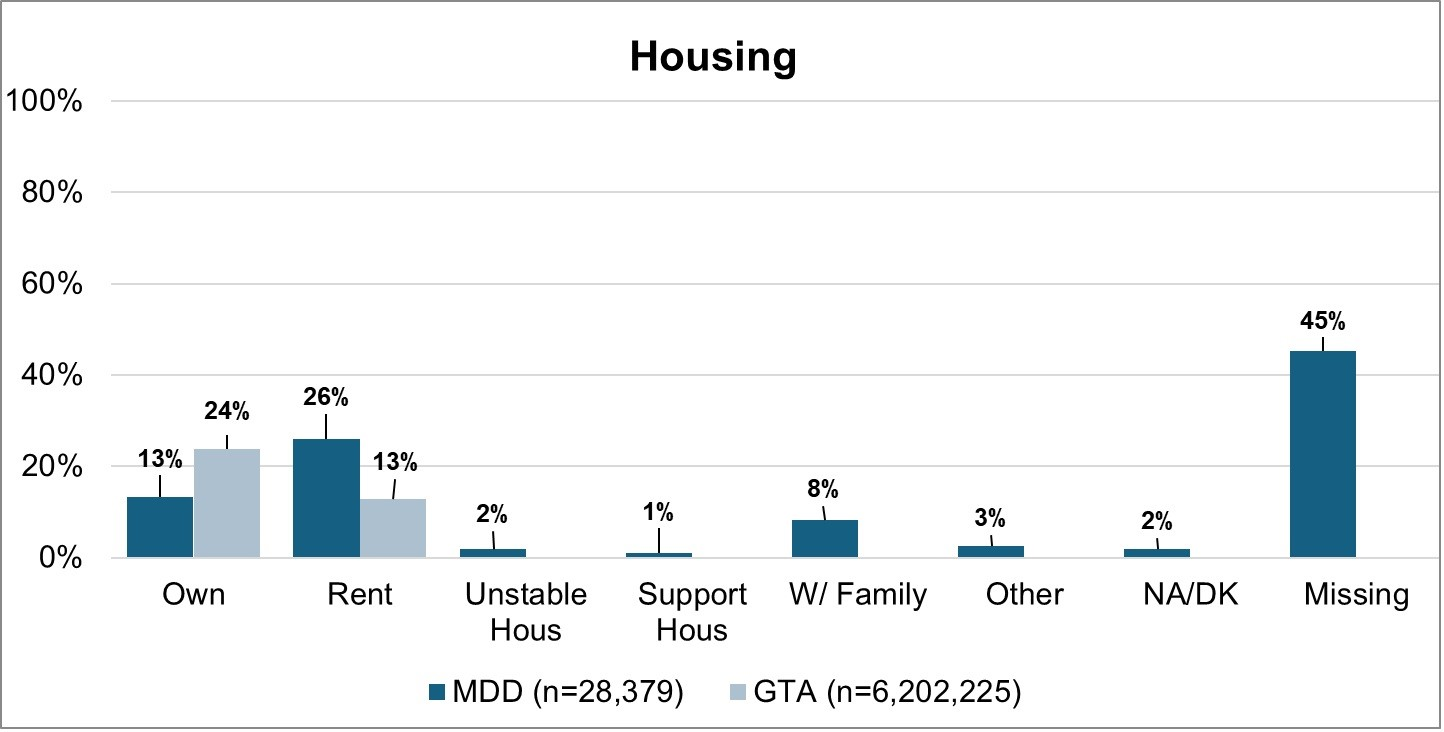 Housing
100%
80%
60%
40%
20%
0%
13%
24%
26%
13%
2%
1%
8%
3%
2%
45%
Own
Rent
Unstable
Hous
Support
Hous
W/ Family
Other
NA/DK
Missing
MDD (n=28,379)
GTA (n=6,202,225)